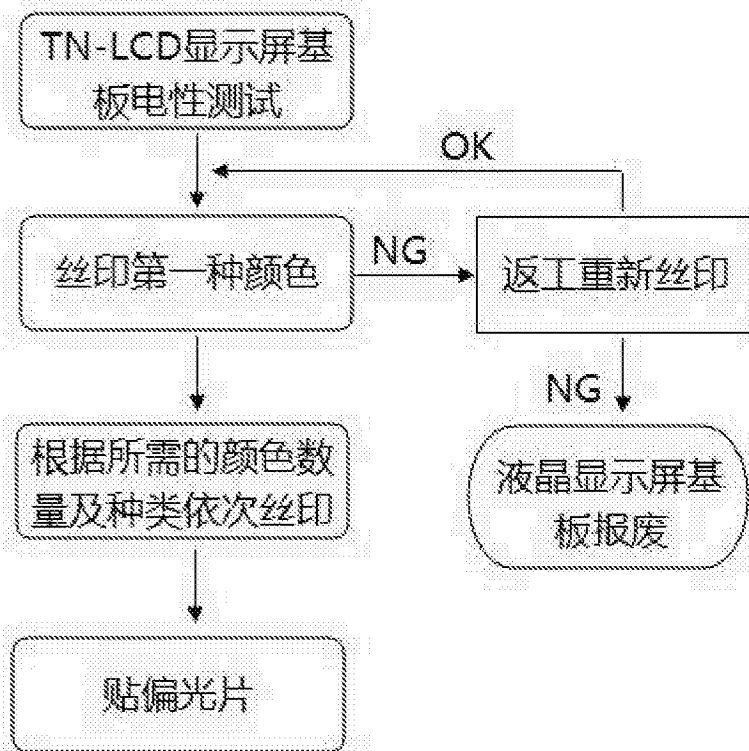 TN-LCD显示屏基
板电性测试
OK
丝印第一种颜色
NG
返工重新丝印
NG
根据所需的颜色数
量及种类依次丝印
液晶显示屏基
板报废
贴偏光片